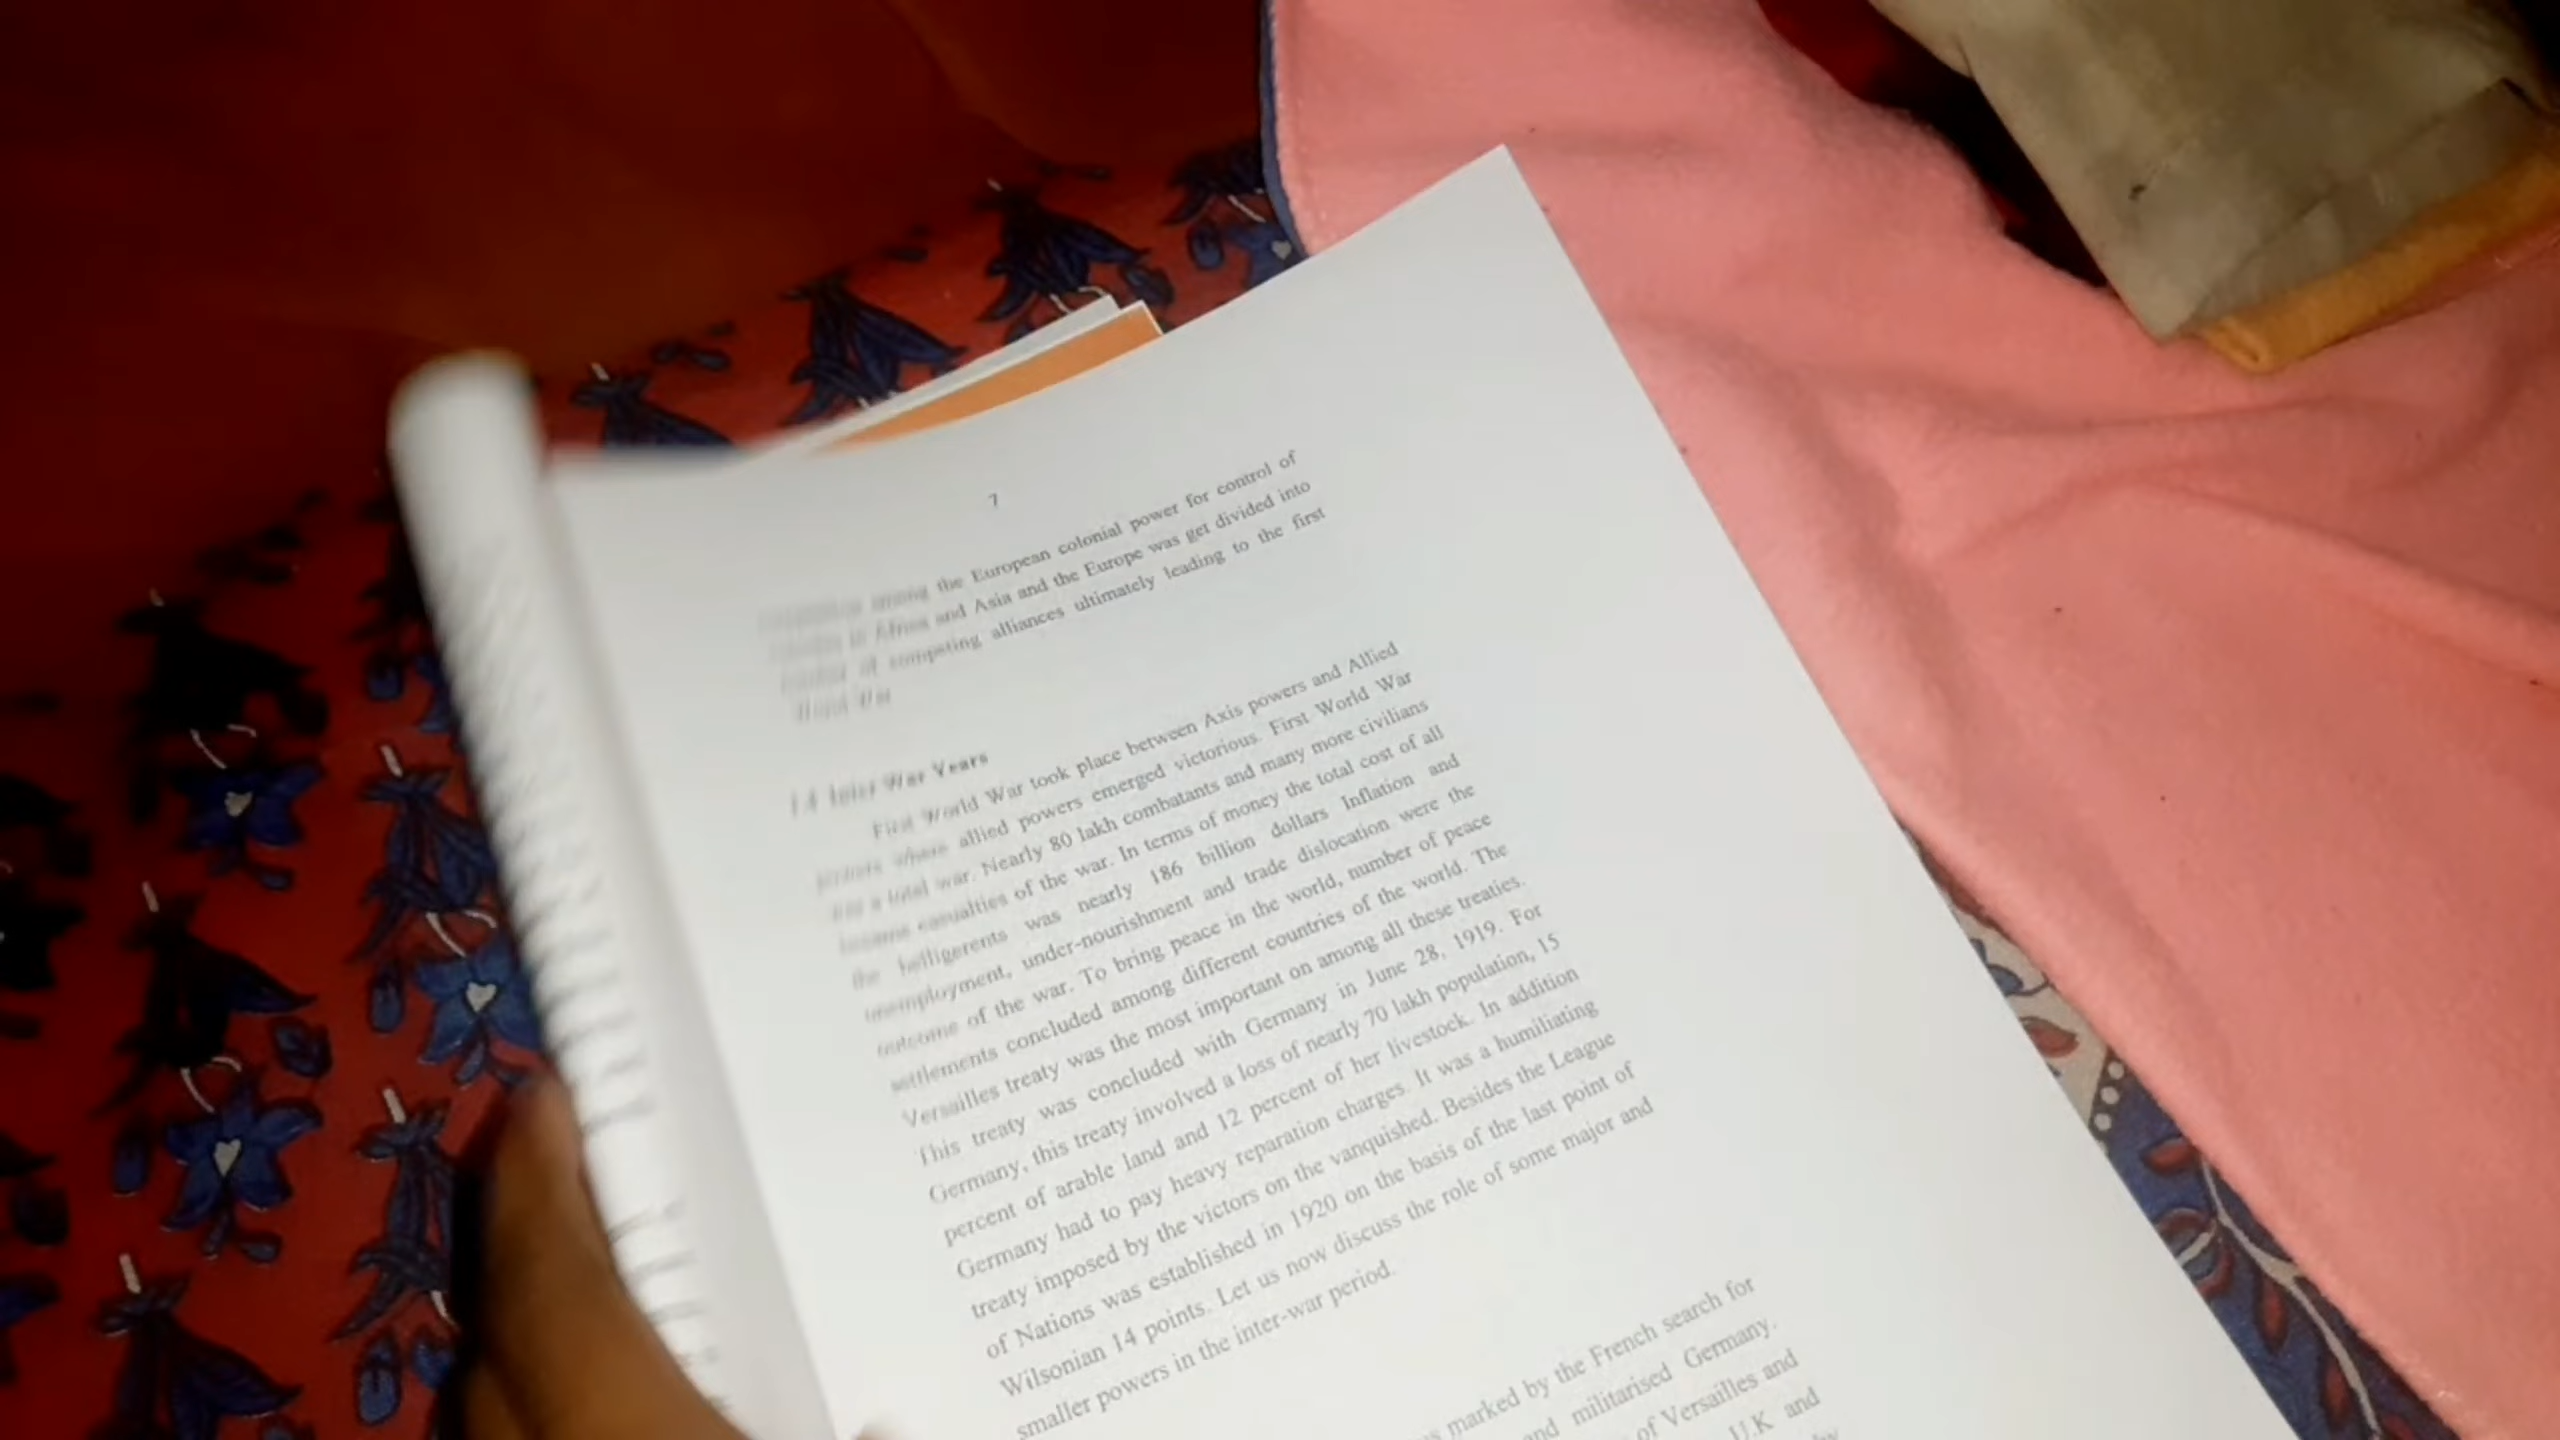 7
among the European colonial power for control of
in Africa and Asia and the Europe was get divided into
of competing alliances ultimately leading to the first
1.4 Inter War Years
First World War took place between Axis powers and Allied
powers where allied powers emerged victorious. First World War
was a total war. Nearly 80 lakh combatants and many more civilians
became casualties of the war. In terms of money the total cost of all
the belligerents was nearly 186 billion dollars Inflation and
unemployment, under-nourishment and trade dislocation were the
outcome of the war. To bring peace in the world, number of peace
settlements concluded among different countries of the world. The
Versailles treaty was the most important on among all these treaties.
This treaty was concluded with Germany in June 28, 1919. For
Germany, this treaty involved a loss of nearly 70 lakh population, 15
percent of arable land and 12 percent of her livestock. In addition
Germany had to pay heavy reparation charges. It was a humiliating
treaty imposed by the victors on the vanquished. Besides the League
of Nations was established in 1920 on the basis of the last point of
Wilsonian 14 points. Let us now discuss the role of some major and
smaller powers in the inter-war period.
marked by the French search for
and militarised Germany.
of Versailles and
U.K and